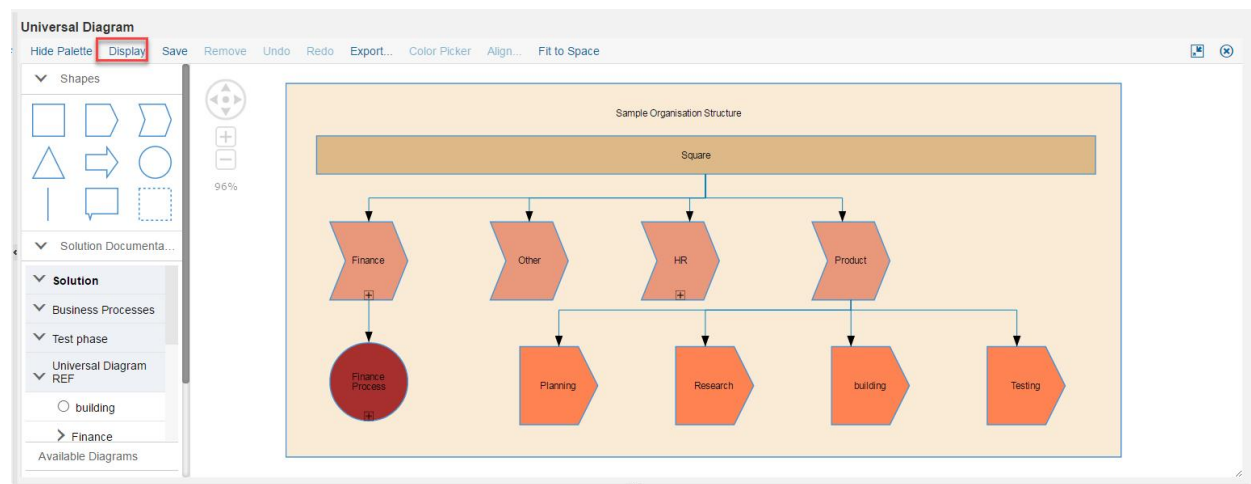 Universal Diagram
Hide Palette Display Save Remove Undo Redo Export... Color Picker Align... Fit to Space
Shapes
96%
Solution Documenta...
Solution
Business Processes
Test phase
Universal Diagram
REF
building
Finance
Available Diagrams
Sample Organisation Structure
Square
Finance Other HR Product
Finance
Process
Planning Research building Testing